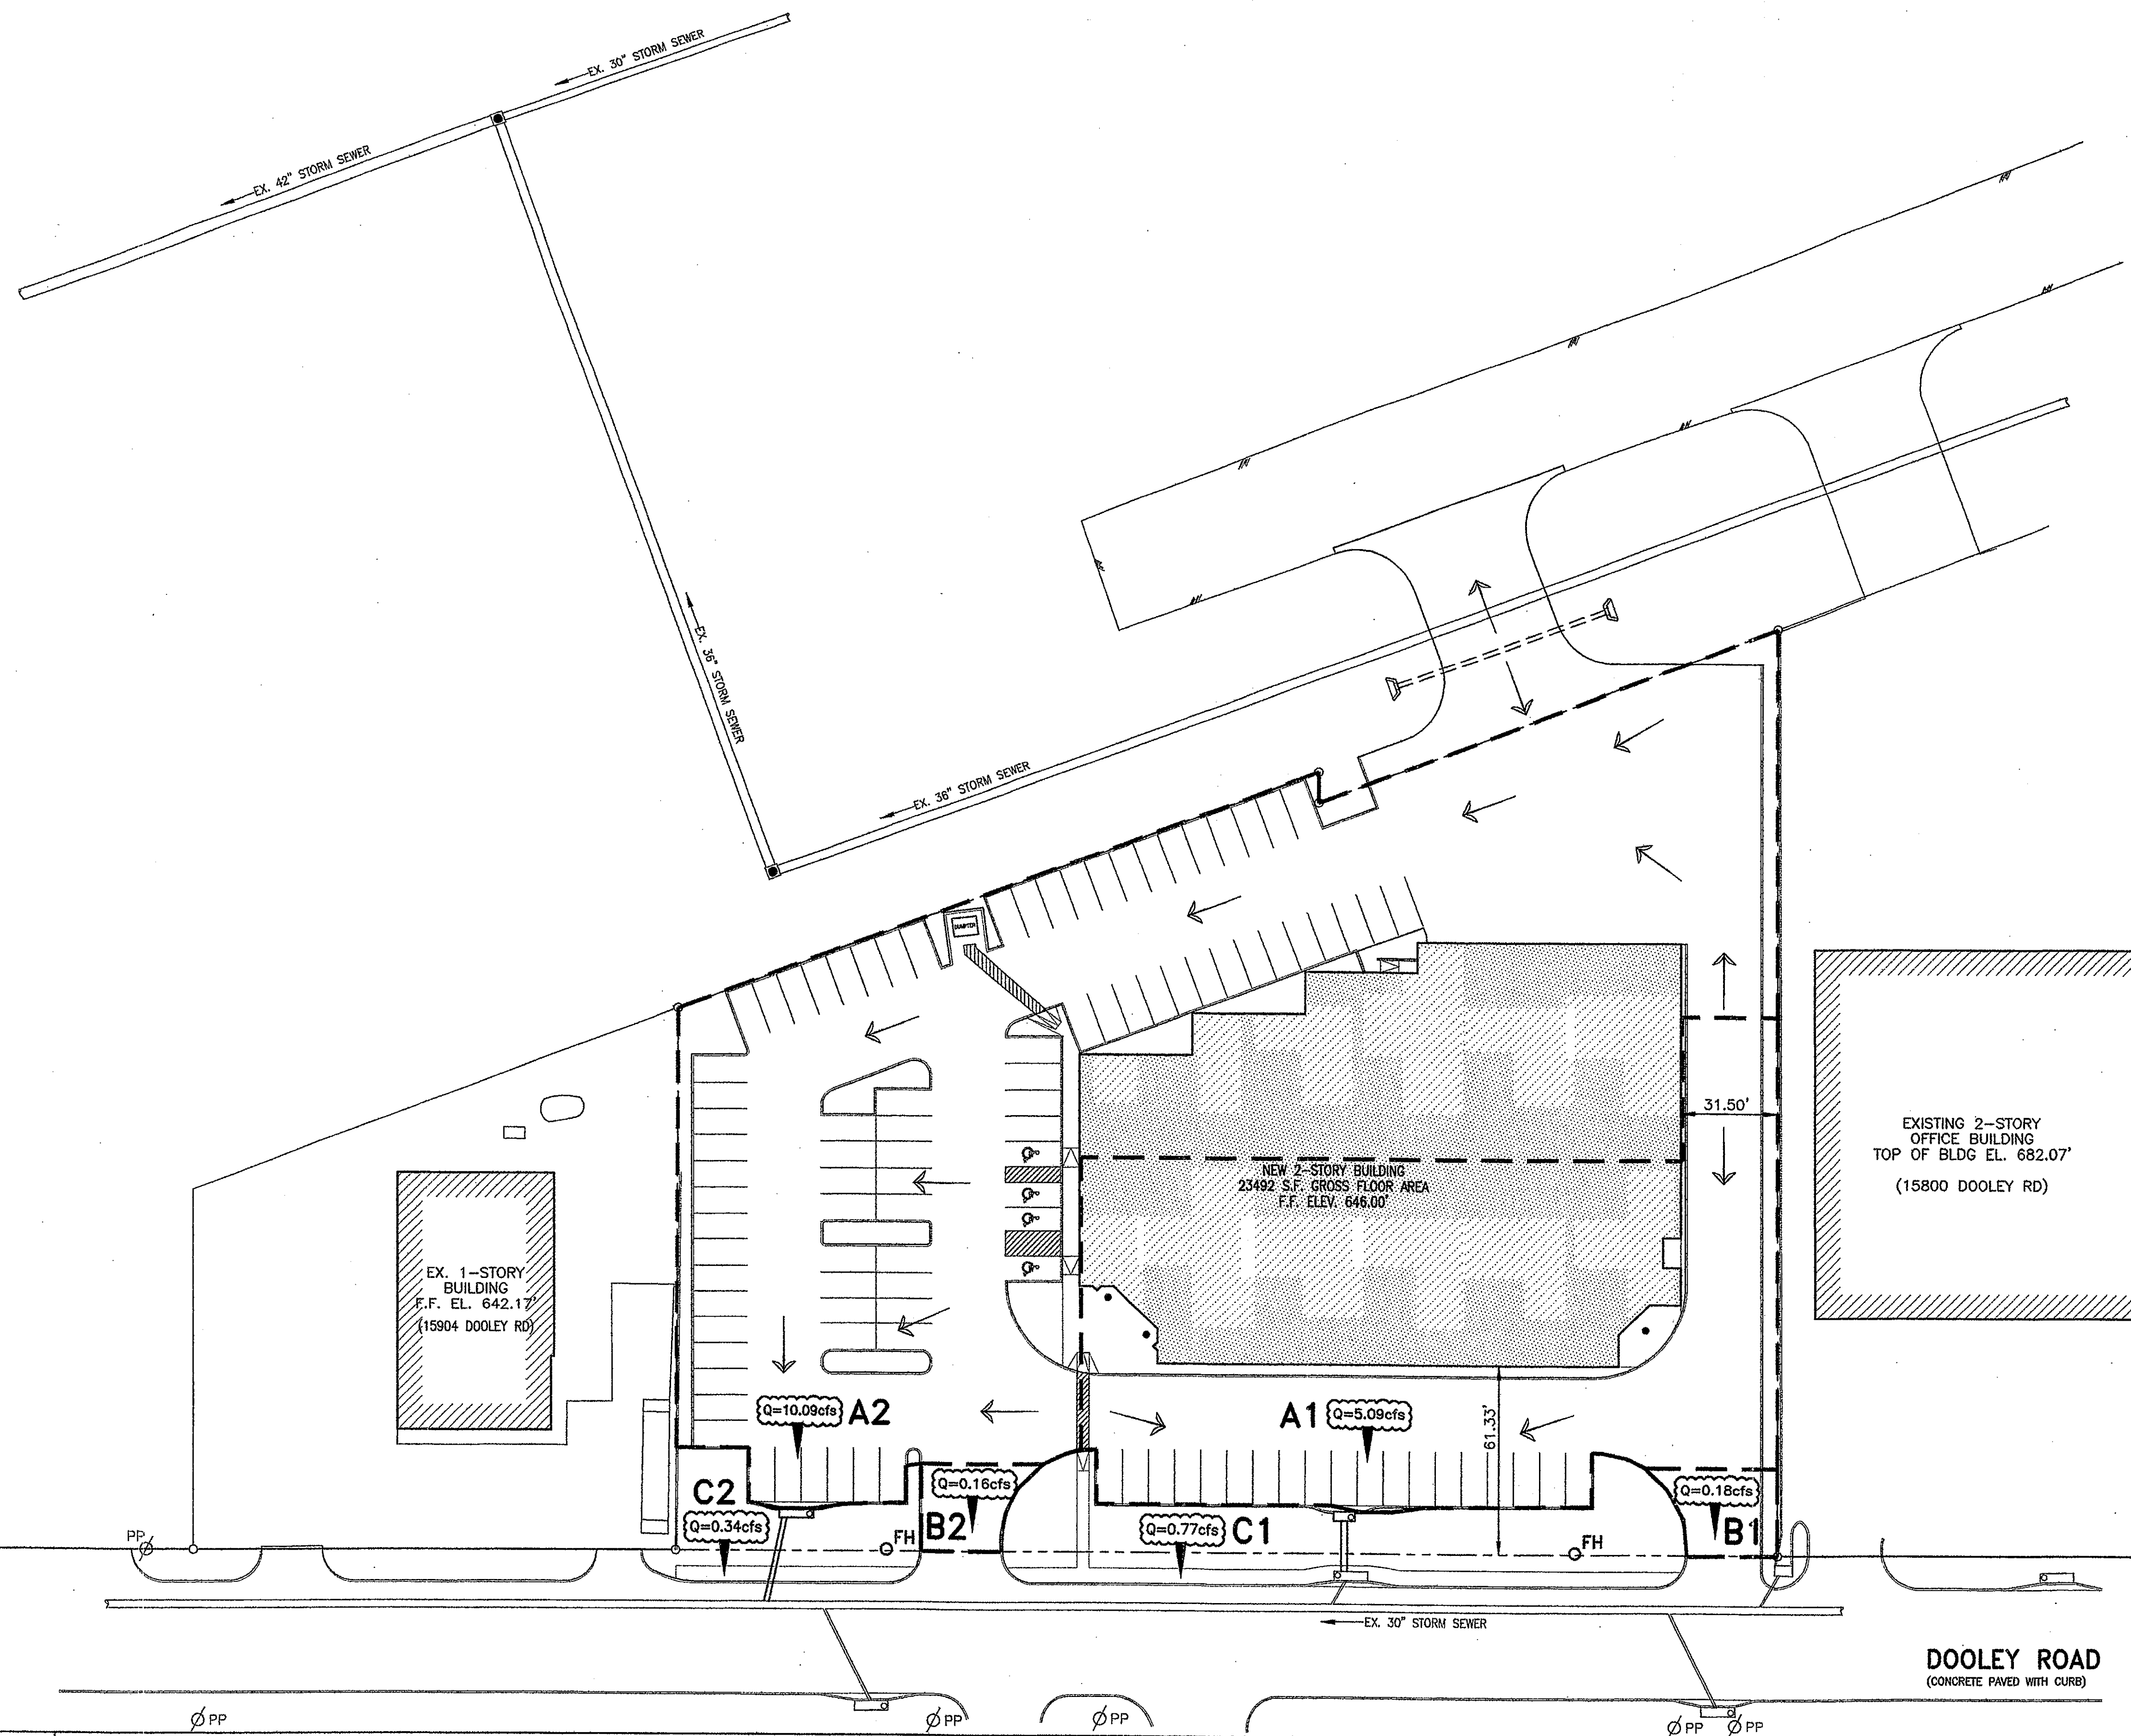 EX. 30" STORM SEWER
EX. 42" STORM SEWER
EX. 36" STORM SEWER
EX. 36" STORM SEWER
DUMPSTER
31.50'
EXISTING 2-STORY
OFFICE BUILDING
TOP OF BLDG EL. 682.07'
(15800 DOOLEY RD)
NEW 2-STORY BUILDING
23492 S.F. GROSS FLOOR AREA
F.F. ELEV. 646.00'
EX. 1-STORY
BUILDING
F.F. EL. 642.17'
(15904 DOOLEY RD)
Q=10.09cfs
A2
A1
Q=5.09cfs
61.33'
C2
Q=0.34cfs
Q=0.16cfs
B2
Q=0.77cfs
C1
Q=0.18cfs
B1
PP
FH
FH
EX. 30" STORM SEWER
DOOLEY ROAD
(CONCRETE PAVED WITH CURB)
PP
PP
PP
PP
PP